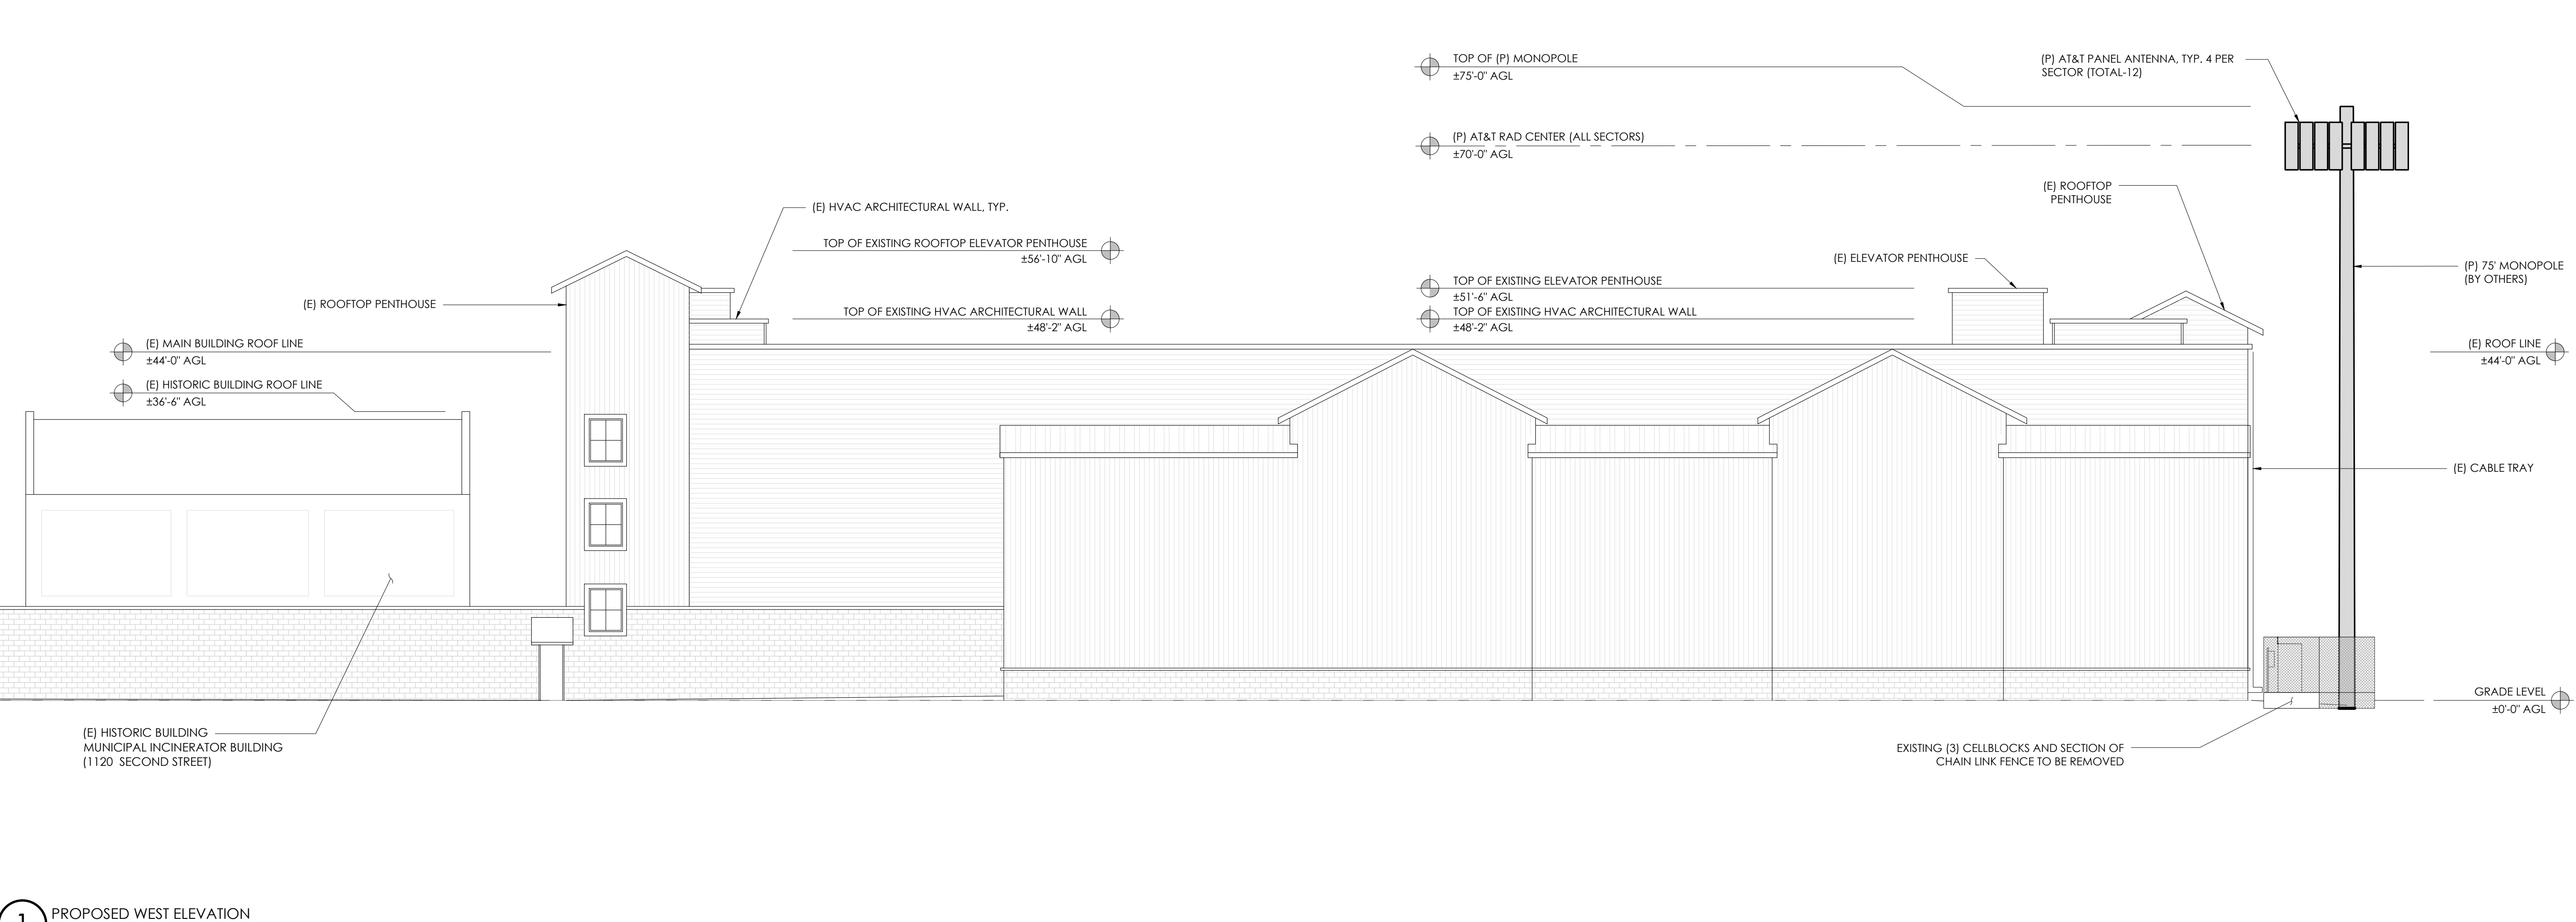 TOP OF (P) MONOPOLE
±75'-0" AGL
(P) AT&T PANEL ANTENNA, TYP. 4 PER
SECTOR (TOTAL-12)
(P) AT&T RAD CENTER (ALL SECTORS)
±70'-0" AGL
(E) ROOFTOP
PENTHOUSE
(E) HVAC ARCHITECTURAL WALL, TYP.
TOP OF EXISTING ROOFTOP ELEVATOR PENTHOUSE
±56'-10" AGL
(E) ELEVATOR PENTHOUSE
(P) 75' MONOPOLE
(BY OTHERS)
TOP OF EXISTING ELEVATOR PENTHOUSE
±51'-6" AGL
(E) ROOFTOP PENTHOUSE
TOP OF EXISTING HVAC ARCHITECTURAL WALL
±48'-2" AGL
TOP OF EXISTING HVAC ARCHITECTURAL WALL
±48'-2" AGL
(E) MAIN BUILDING ROOF LINE
±44'-0" AGL
(E) ROOF LINE
±44'-0" AGL
(E) HISTORIC BUILDING ROOF LINE
±36'-6" AGL
(E) CABLE TRAY
GRADE LEVEL
±0'-0" AGL
(E) HISTORIC BUILDING
MUNICIPAL INCINERATOR BUILDING
(1120 SECOND STREET)
EXISTING (3) CELLBLOCKS AND SECTION OF
CHAIN LINK FENCE TO BE REMOVED
1
PROPOSED WEST ELEVATION